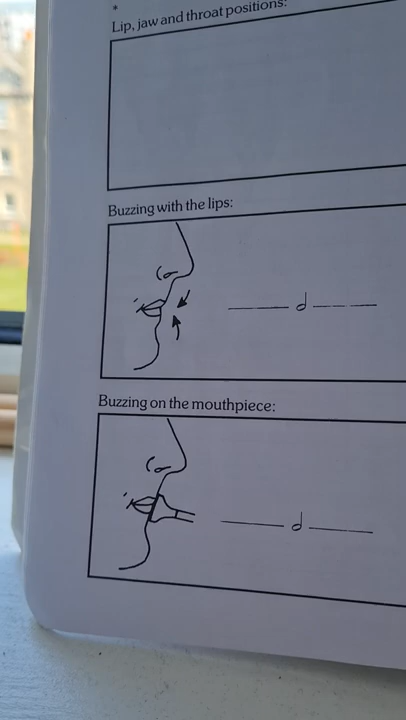 *
Lip, jaw and throat positions:
Buzzing with the lips:
Buzzing on the mouthpiece: